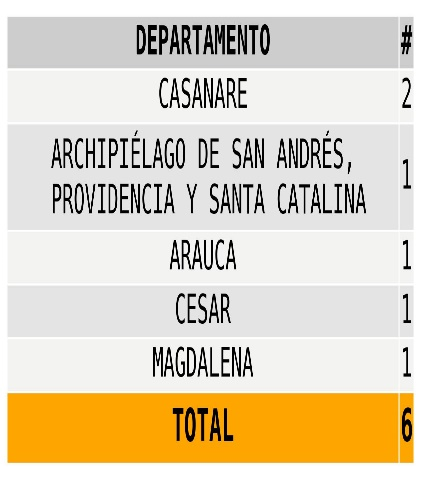 DEPARTAMENTO #
CASANARE 2
ARCHIPIÉLAGO DE SAN ANDRÉS,
PROVIDENCIA Y SANTA CATALINA 1
ARAUCA 1
CESAR 1
MAGDALENA 1
TOTAL 6